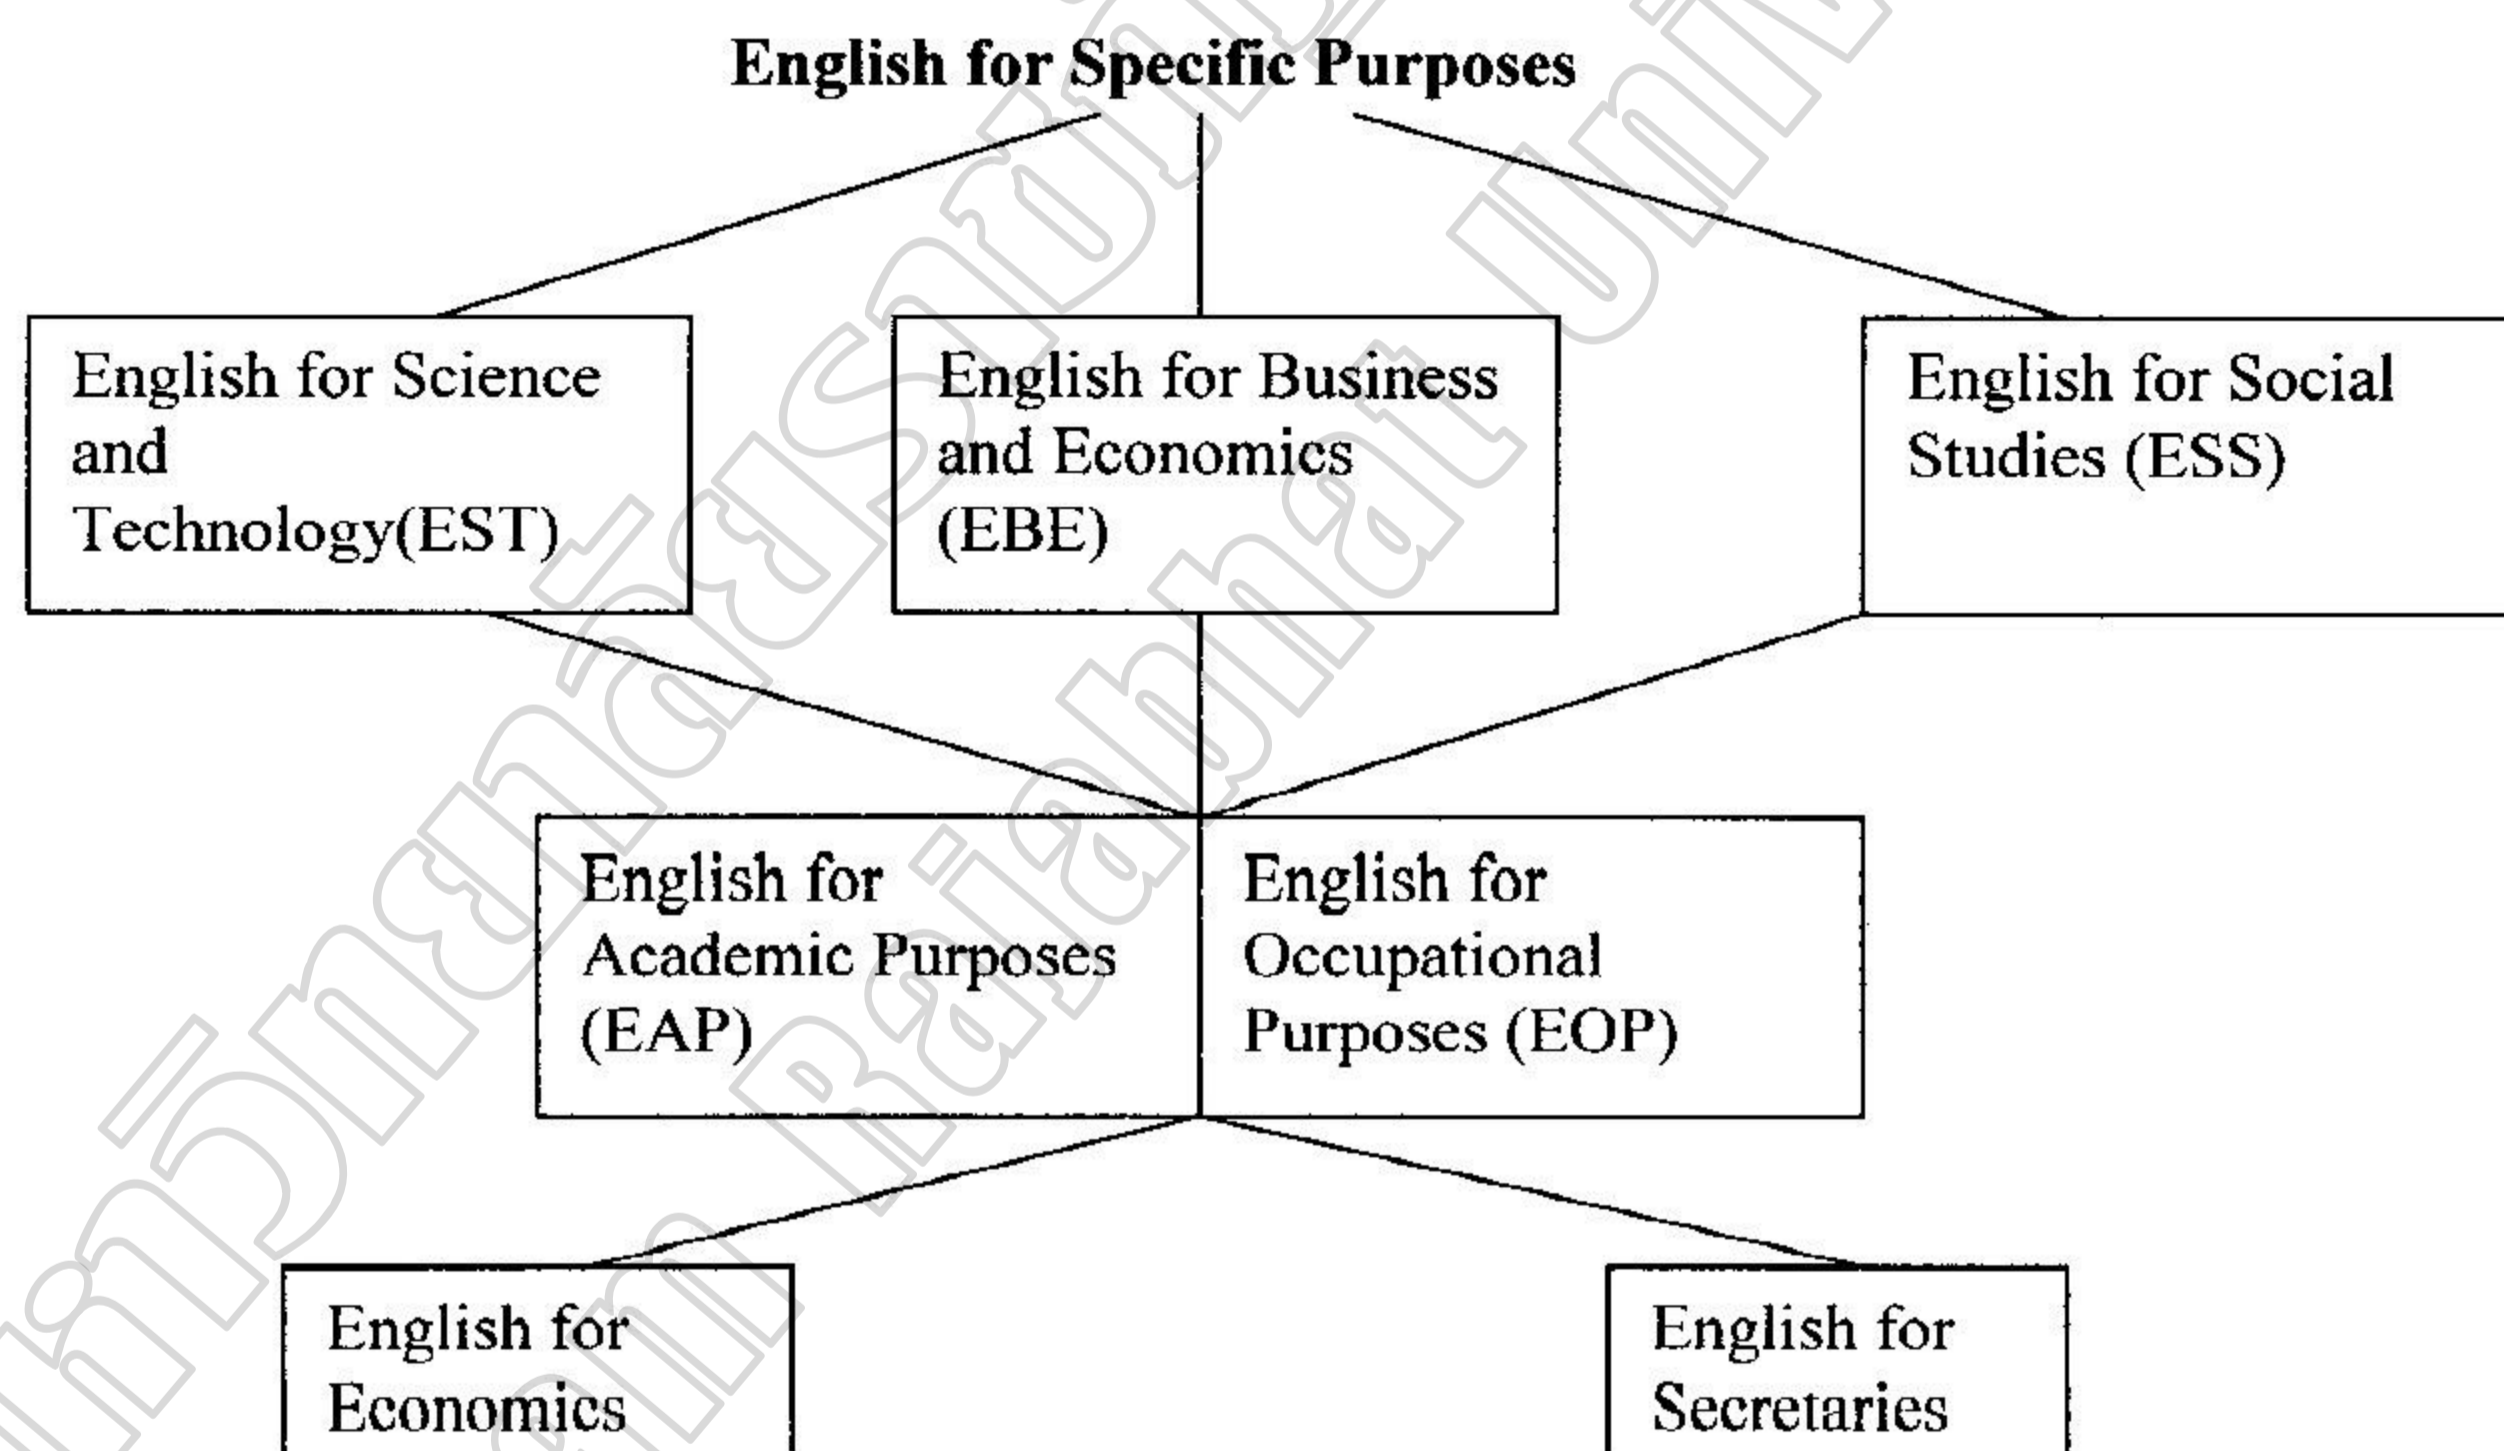 English for Specific Purposes
English for Science
and
Technology(EST)
English for Business
and Economics
(EBE)
English for Social
Studies (ESS)
English for
Academic Purposes
(EAP)
English for
Occupational
Purposes (EOP)
English for
Economics
English for
Secretaries